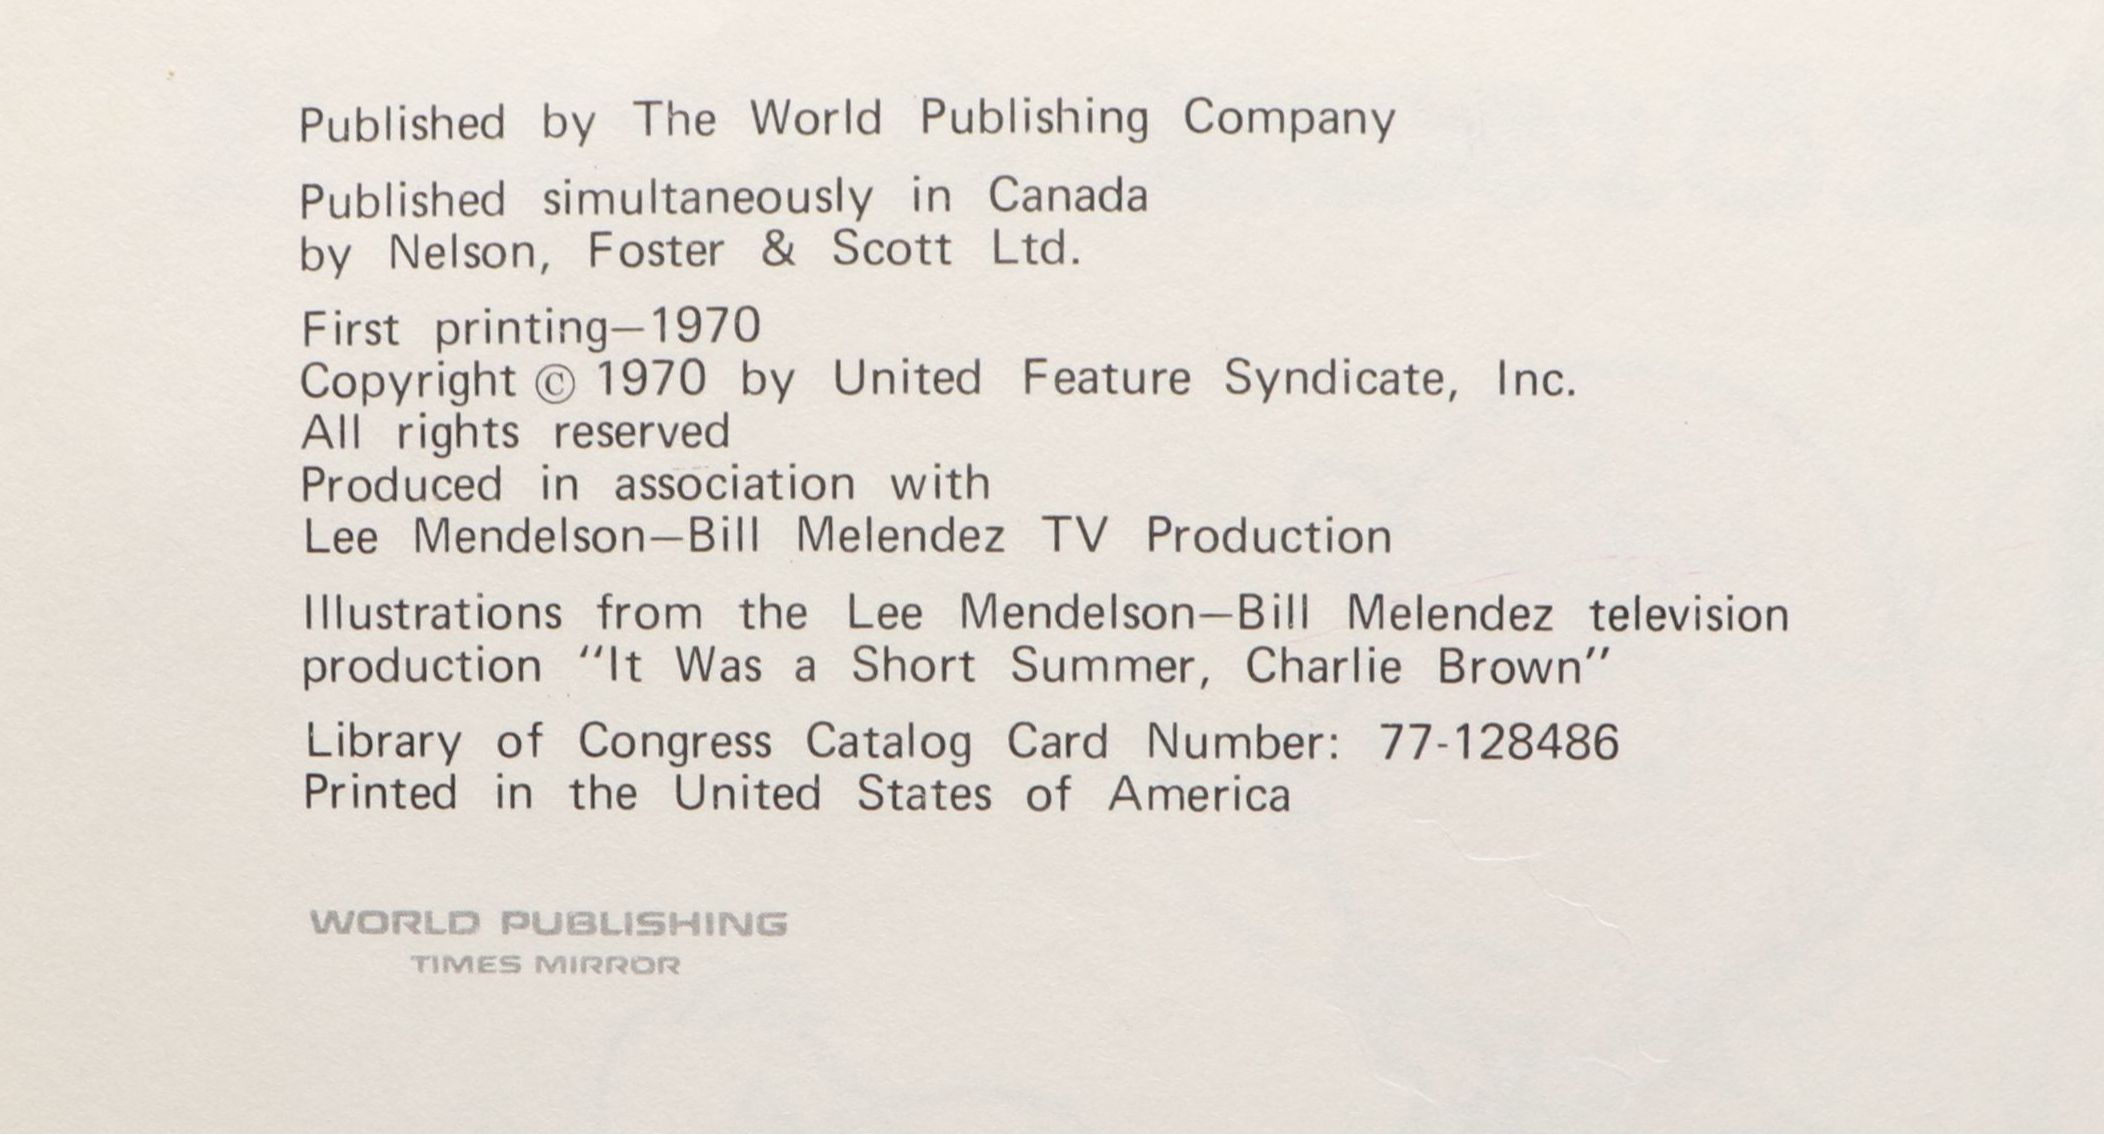 Published by The World Publishing Company
Published simultaneously in Canada
by Nelson, Foster & Scott Ltd.
First printing—1970
Copyright © 1970 by United Feature Syndicate, Inc.
All rights reserved
Produced in association with
Lee Mendelson—Bill Melendez TV Production
Illustrations from the Lee Mendelson—Bill Melendez television
production "It Was a Short Summer, Charlie Brown"
Library of Congress Catalog Card Number: 77-128486
Printed in the United States of America
WORLD PUBLISHING
TIMES MIRROR